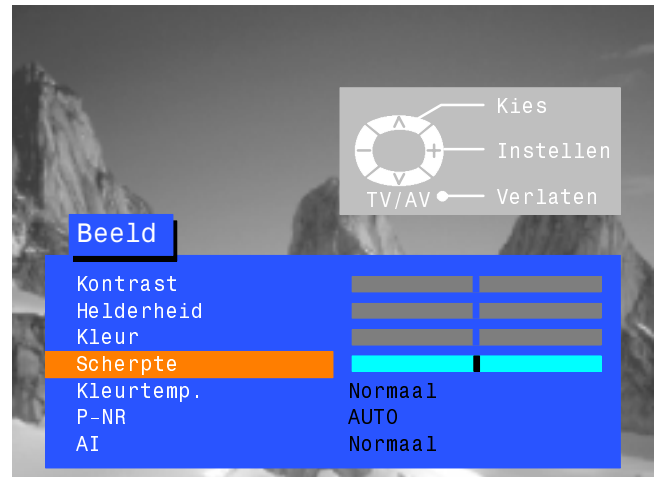 Kies
Instellen
TV/AV Verlaten
Beeld
Kontrast
Helderheid
Kleur
Scherpte
Kleurtemp. Normaal
P-NR AUTO
AI Normaal